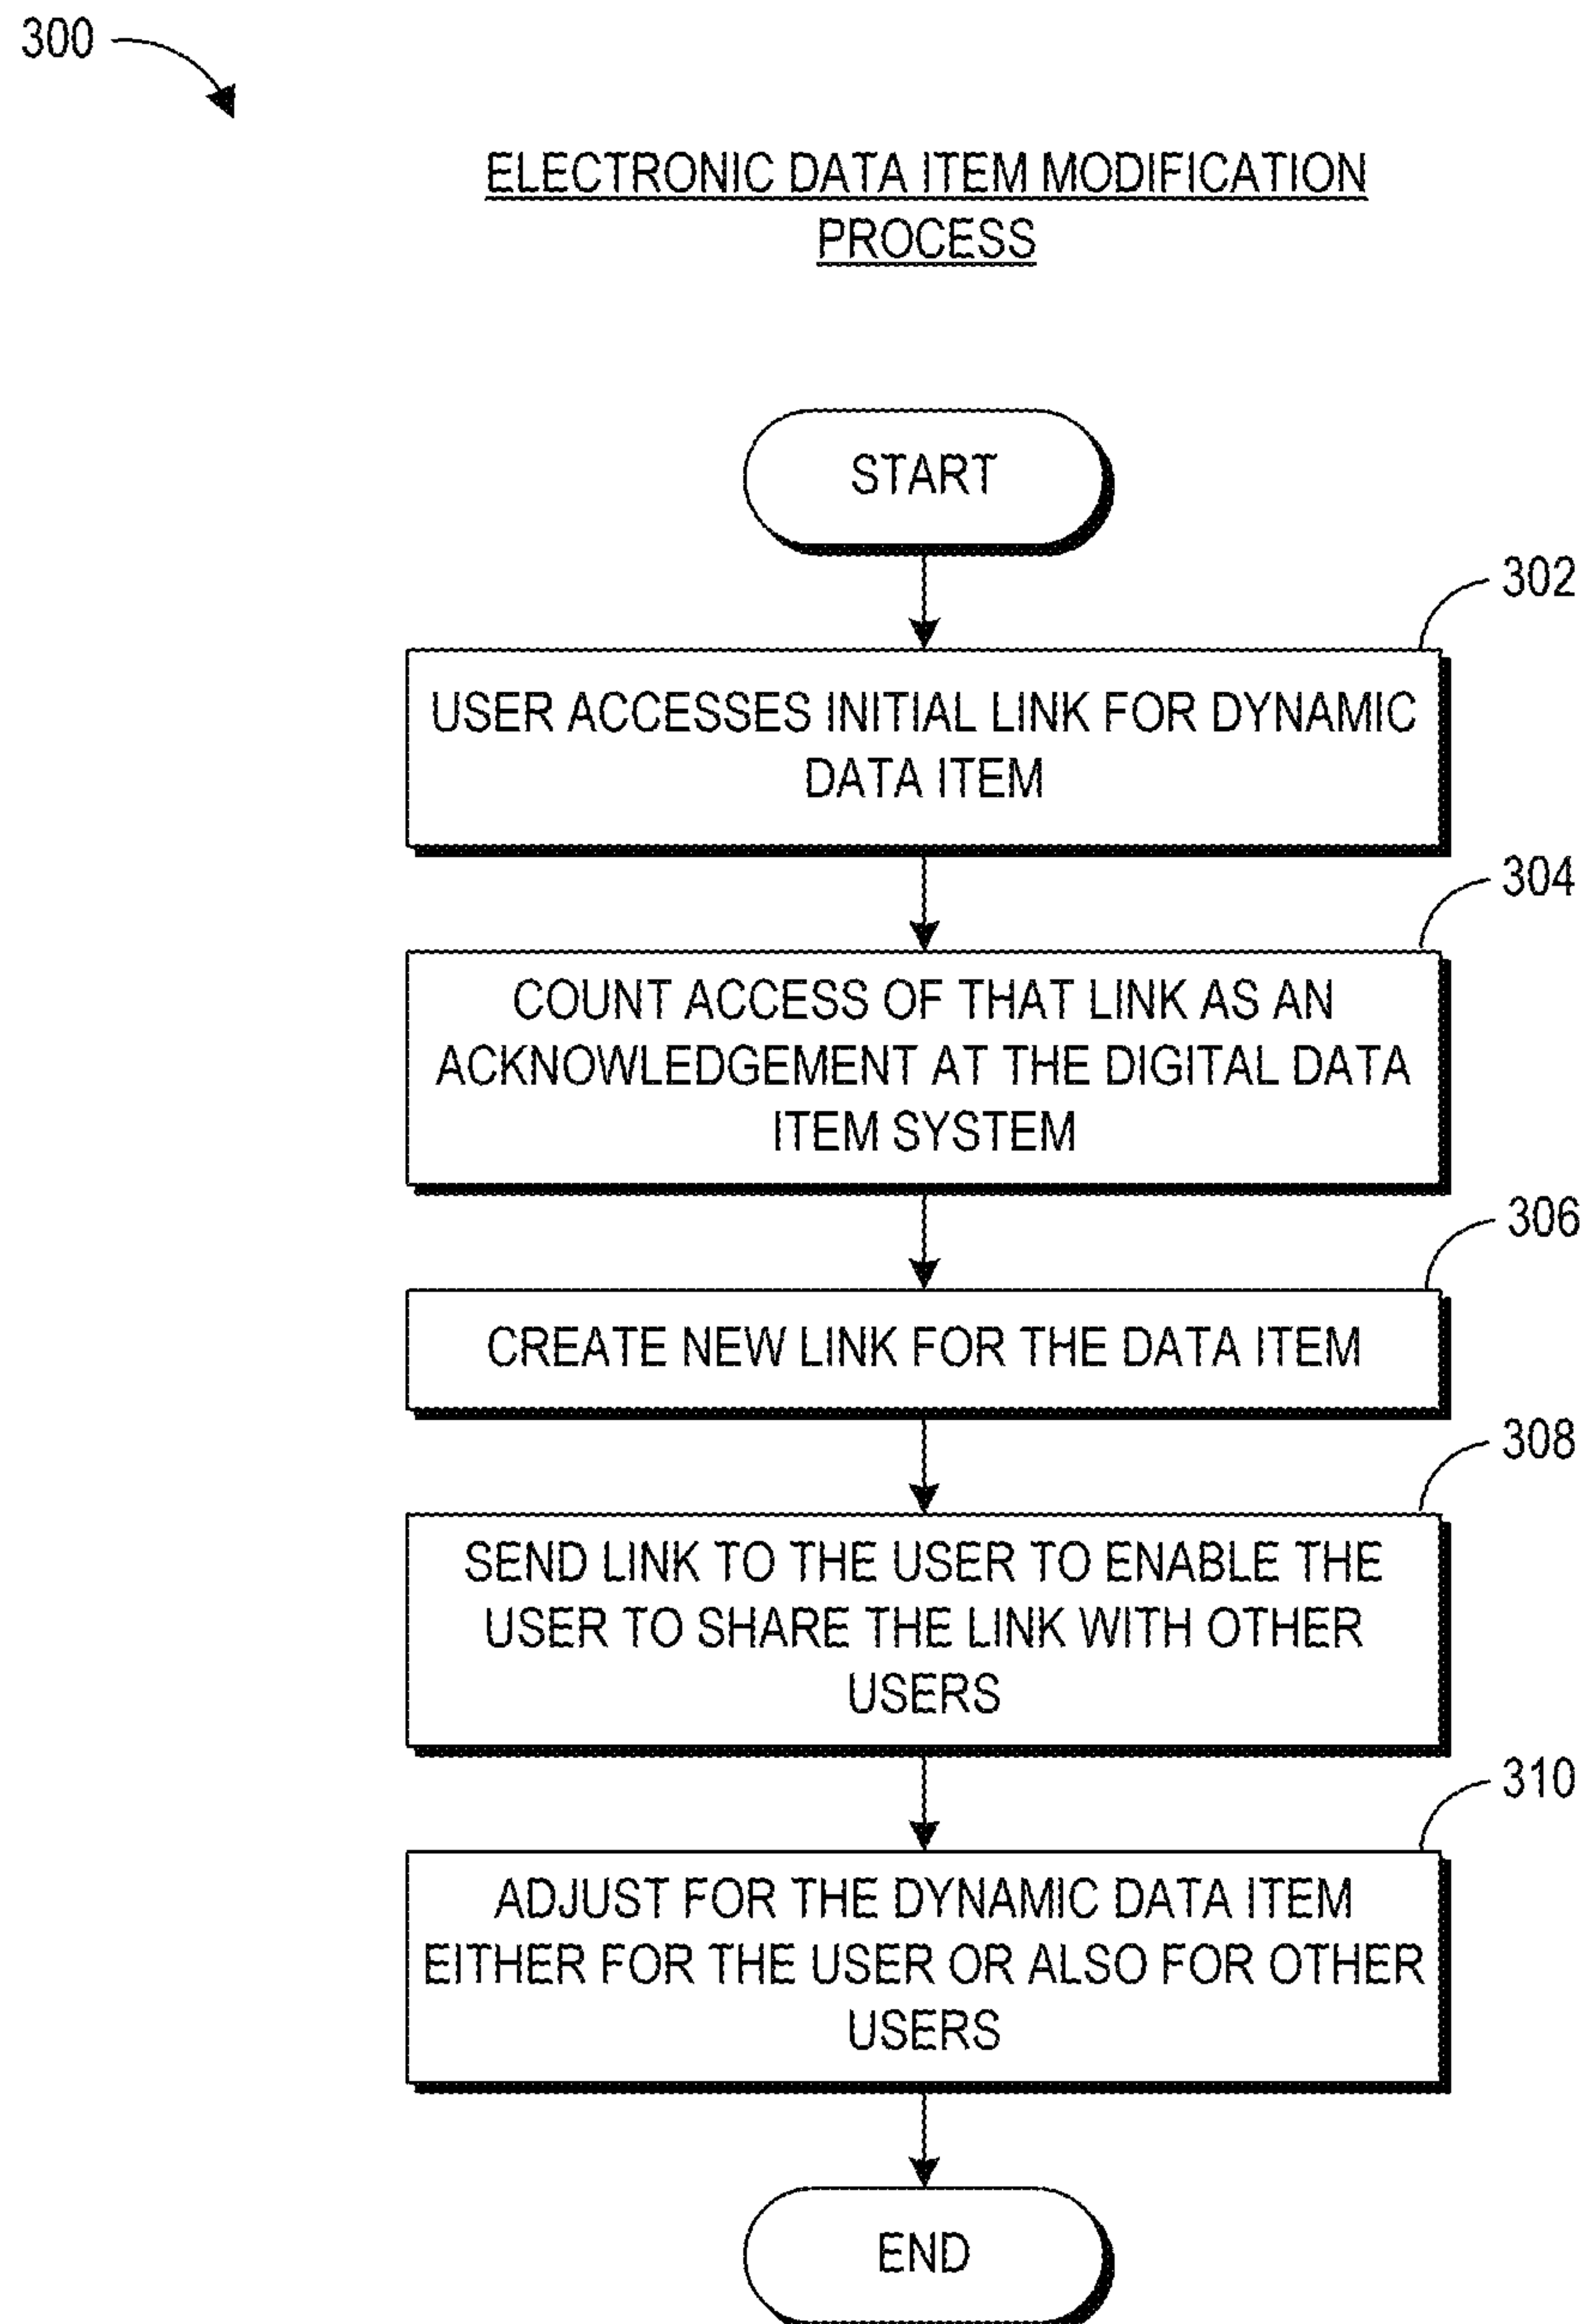 300
ELECTRONIC DATA ITEM MODIFICATION
PROCESS
START
302
USER ACCESSES INITIAL LINK FOR DYNAMIC
DATA ITEM
304
COUNT ACCESS OF THAT LINK AS AN
ACKNOWLEDGEMENT AT THE DIGITAL DATA
ITEM SYSTEM
306
CREATE NEW LINK FOR THE DATA ITEM
308
SEND LINK TO THE USER TO ENABLE THE
USER TO SHARE THE LINK WITH OTHER
USERS
310
ADJUST FOR THE DYNAMIC DATA ITEM
EITHER FOR THE USER OR ALSO FOR OTHER
USERS
END